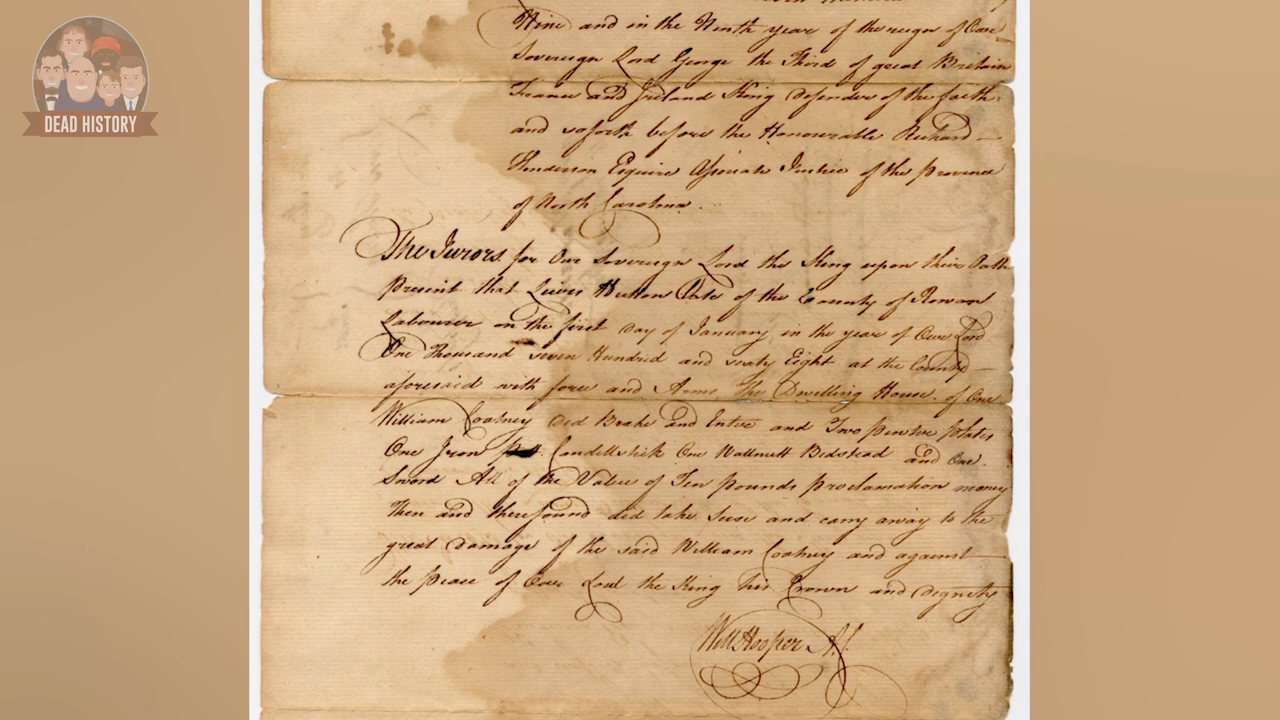 DEAD HISTORY
Nine and in the Ninth year of the reign of Our
Sovereign Lord George the Third of great Britain
France and Ireland King defender of the faith
and soforth before the Honourable Richard
Henderson Esquire Associate Justice of the province
of North Carolina
The Jurors for Our Sovereign Lord the King upon their Oath
Present that Lewis Hutton late of the County of Rowan
Labourer on the first day of January in the year of Our Lord
One Thousand seven Hundred and sixty Eight at the County
aforesaid with force and Arms The Dwelling House of One
William did Brake and Enter and Two pewter plates
One Iron Candellstick One Wallnutt Bedstead and One
Sword All of the Value of Ten pounds proclamation money
Then and there found did take Seise and carry away to the
great damage of the said William and against
the peace of Our Lord the King his Crown and dignity
Will Hooper